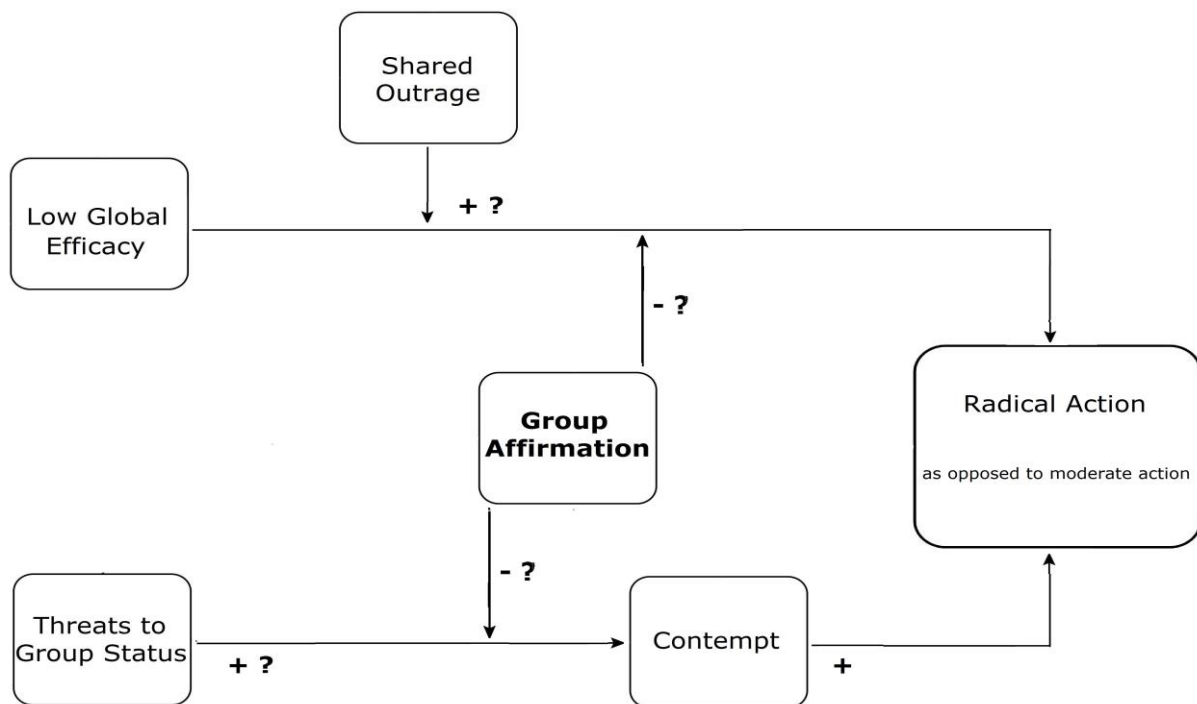 Shared
Outrage
+ ?
Low Global
Efficacy
- ?
Radical Action
as opposed to moderate action
Group
Affirmation
- ?
Threats to
Group Status
+ ?
Contempt
+